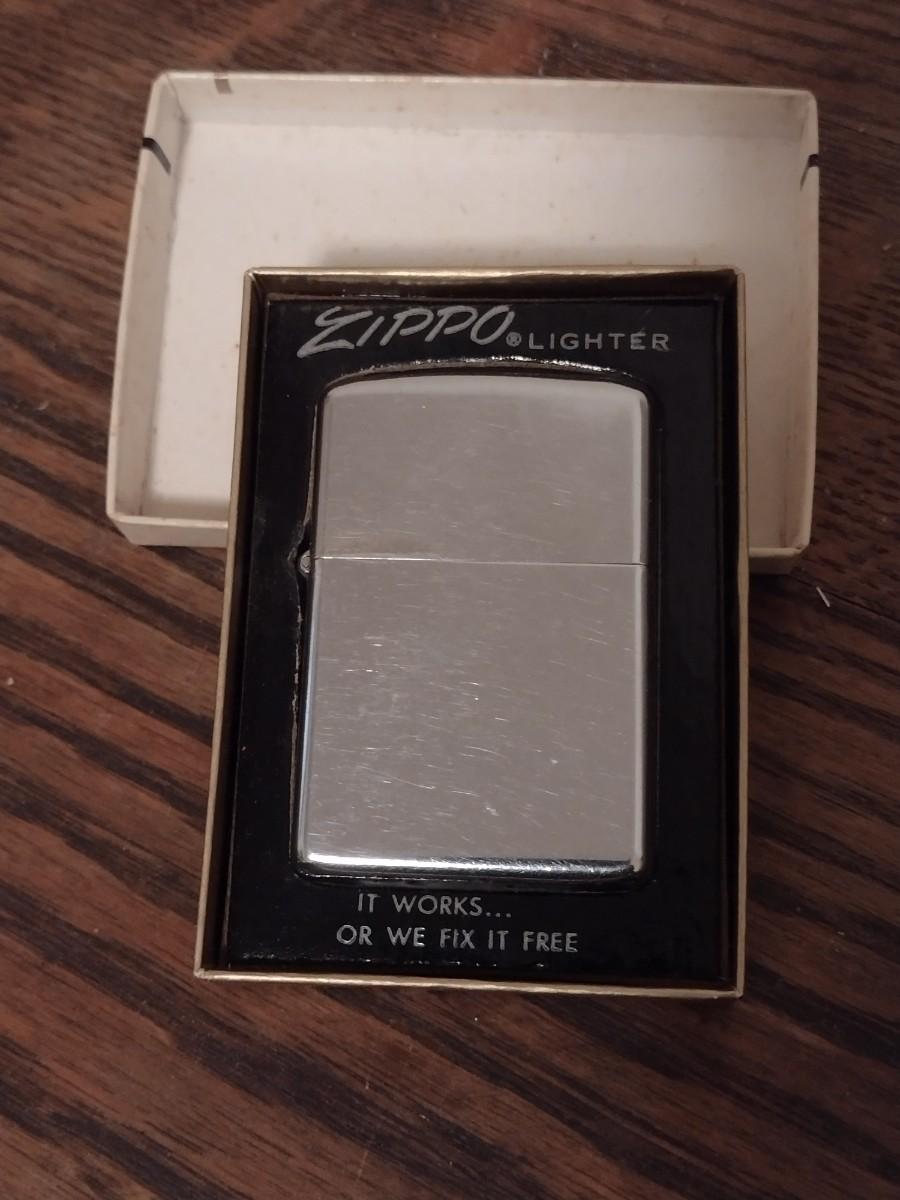 ZIPPO® LIGHTER
IT WORKS...
OR WE FIX IT FREE